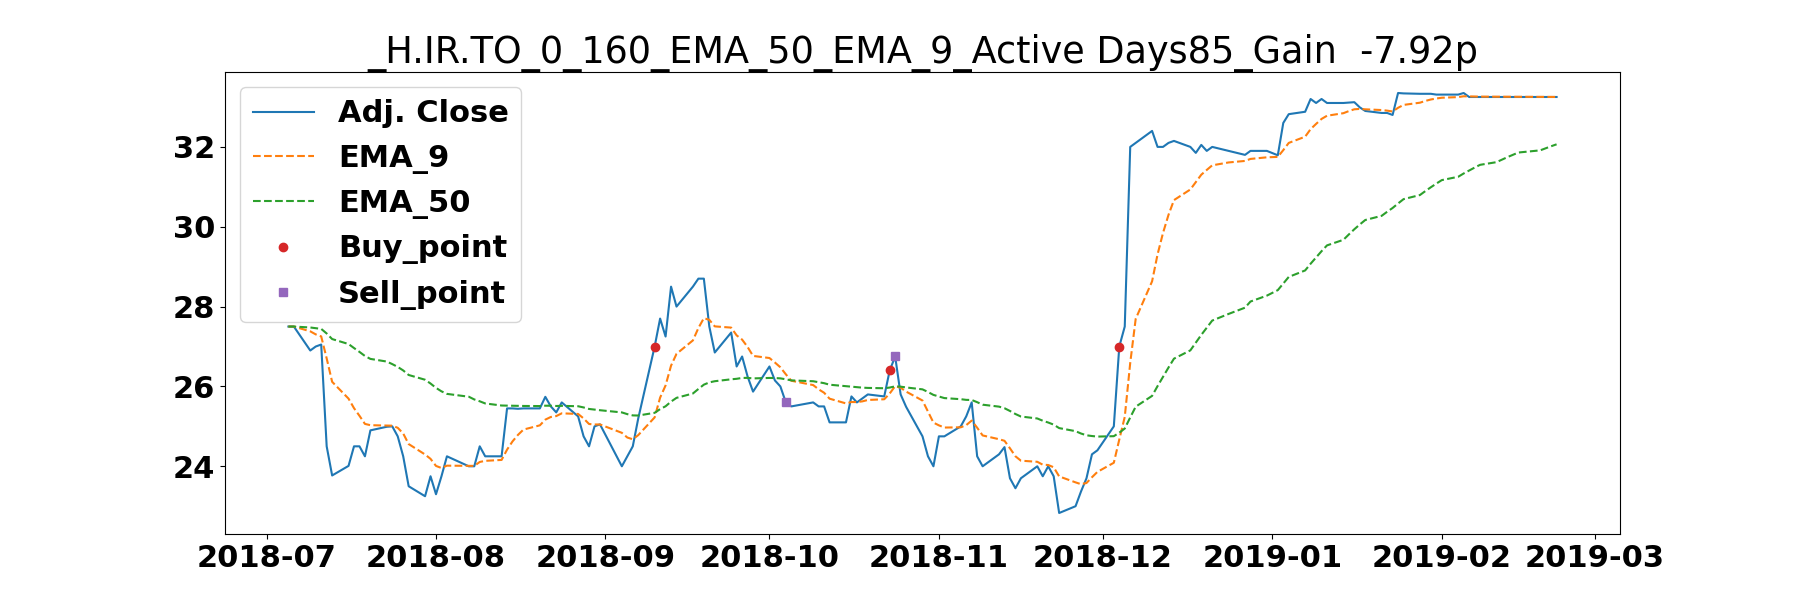 _H.IR.TO_0_160_EMA_50_EMA_9_Active Days85_Gain  -7.92p
Adj. Close
EMA_9
EMA_50
Buy_point
Sell_point
32
30
28
26
24
2018-07 2018-08 2018-09 2018-10 2018-11 2018-12 2019-01 2019-02 2019-03